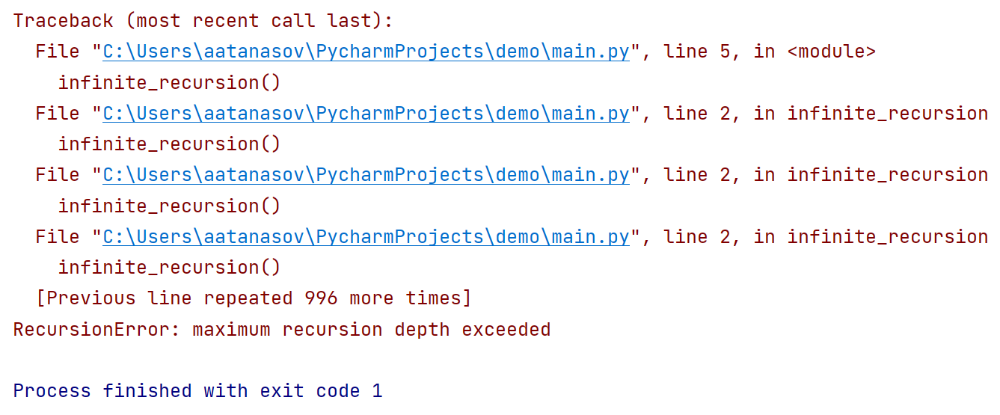 Traceback (most recent call last):
  File "C:\Users\aatanasov\PycharmProjects\demo\main.py", line 5, in <module>
    infinite_recursion()
  File "C:\Users\aatanasov\PycharmProjects\demo\main.py", line 2, in infinite_recursion
    infinite_recursion()
  File "C:\Users\aatanasov\PycharmProjects\demo\main.py", line 2, in infinite_recursion
    infinite_recursion()
  File "C:\Users\aatanasov\PycharmProjects\demo\main.py", line 2, in infinite_recursion
    infinite_recursion()
  [Previous line repeated 996 more times]
RecursionError: maximum recursion depth exceeded

Process finished with exit code 1